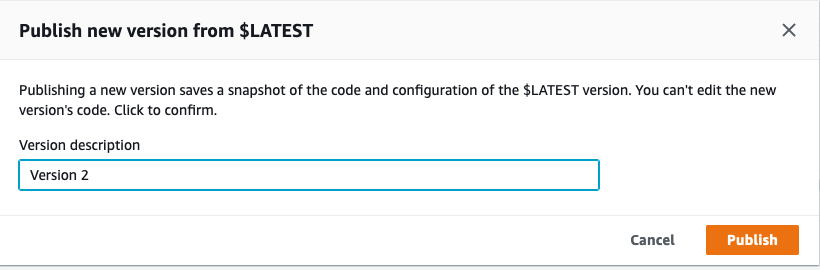 Publish new version from $LATEST
Publishing a new version saves a snapshot of the code and configuration of the $LATEST version. You can't edit the new
version's code. Click to confirm.
Version description
Version 2
Cancel
Publish